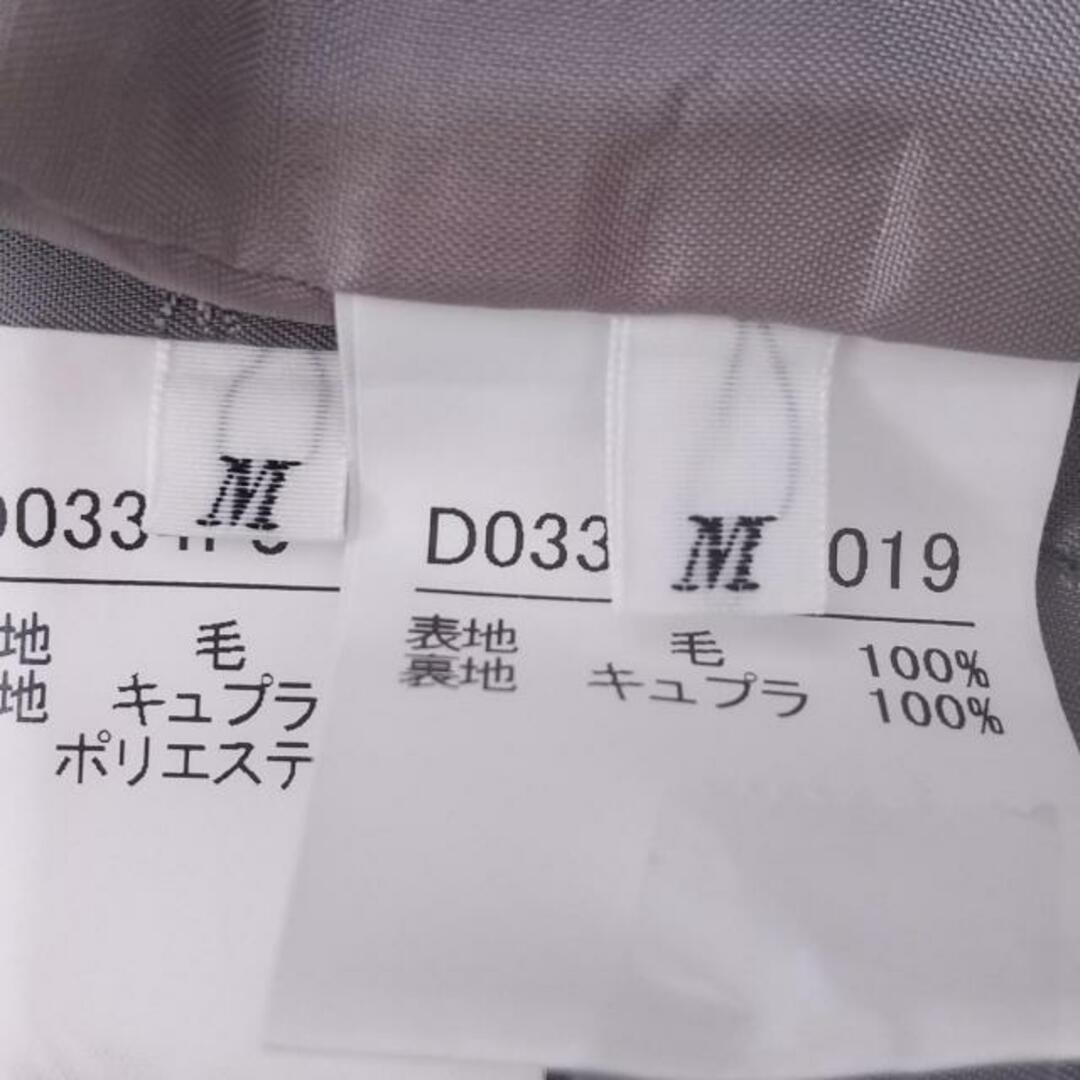 M
D033
地 毛
地 キュプラ
ポリエステ
M
D033 019
表地 毛 100%
裏地 キュプラ 100%